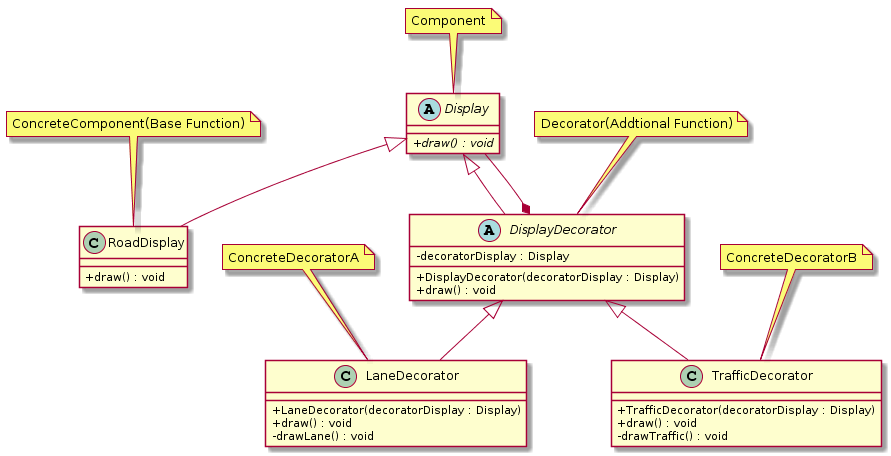 Component
A Display
+draw() : void
ConcreteComponent(Base Function)
Decorator(Addtional Function)
C RoadDisplay
+draw() : void
A DisplayDecorator
-decoratorDisplay : Display
+DisplayDecorator(decoratorDisplay : Display)
+draw() : void
ConcreteDecoratorA
ConcreteDecoratorB
C LaneDecorator
+LaneDecorator(decoratorDisplay : Display)
+draw() : void
-drawLane() : void
C TrafficDecorator
+TrafficDecorator(decoratorDisplay : Display)
+draw() : void
-drawTraffic() : void